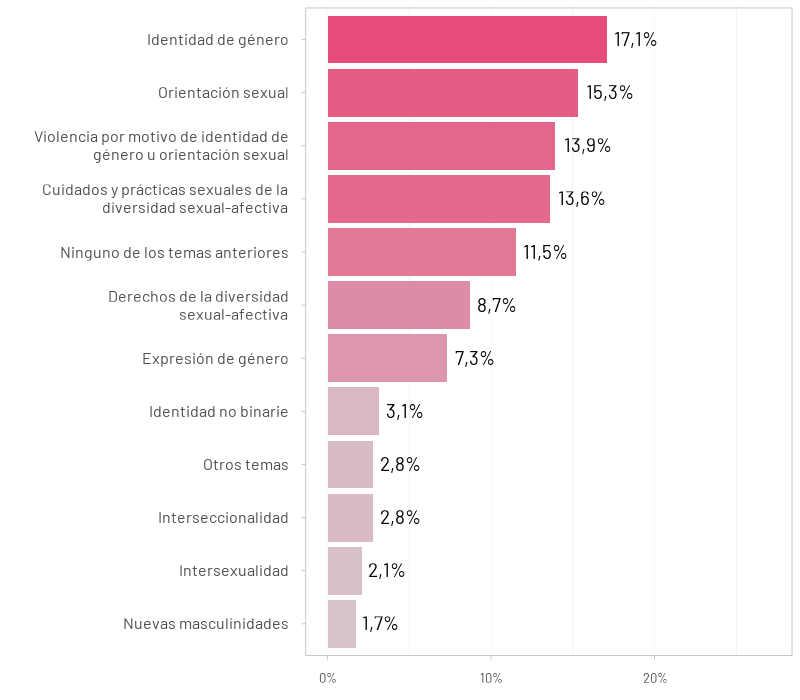 Identidad de género
17,1%
Orientación sexual
15,3%
Violencia por motivo de identidad de
género u orientación sexual
13,9%
Cuidados y prácticas sexuales de la
diversidad sexual-afectiva
13,6%
Ninguno de los temas anteriores
11,5%
Derechos de la diversidad
sexual-afectiva
8,7%
Expresión de género
7,3%
Identidad no binarie
3,1%
Otros temas
2,8%
Interseccionalidad
2,8%
Intersexualidad
2,1%
Nuevas masculinidades
1,7%
0% 10% 20%